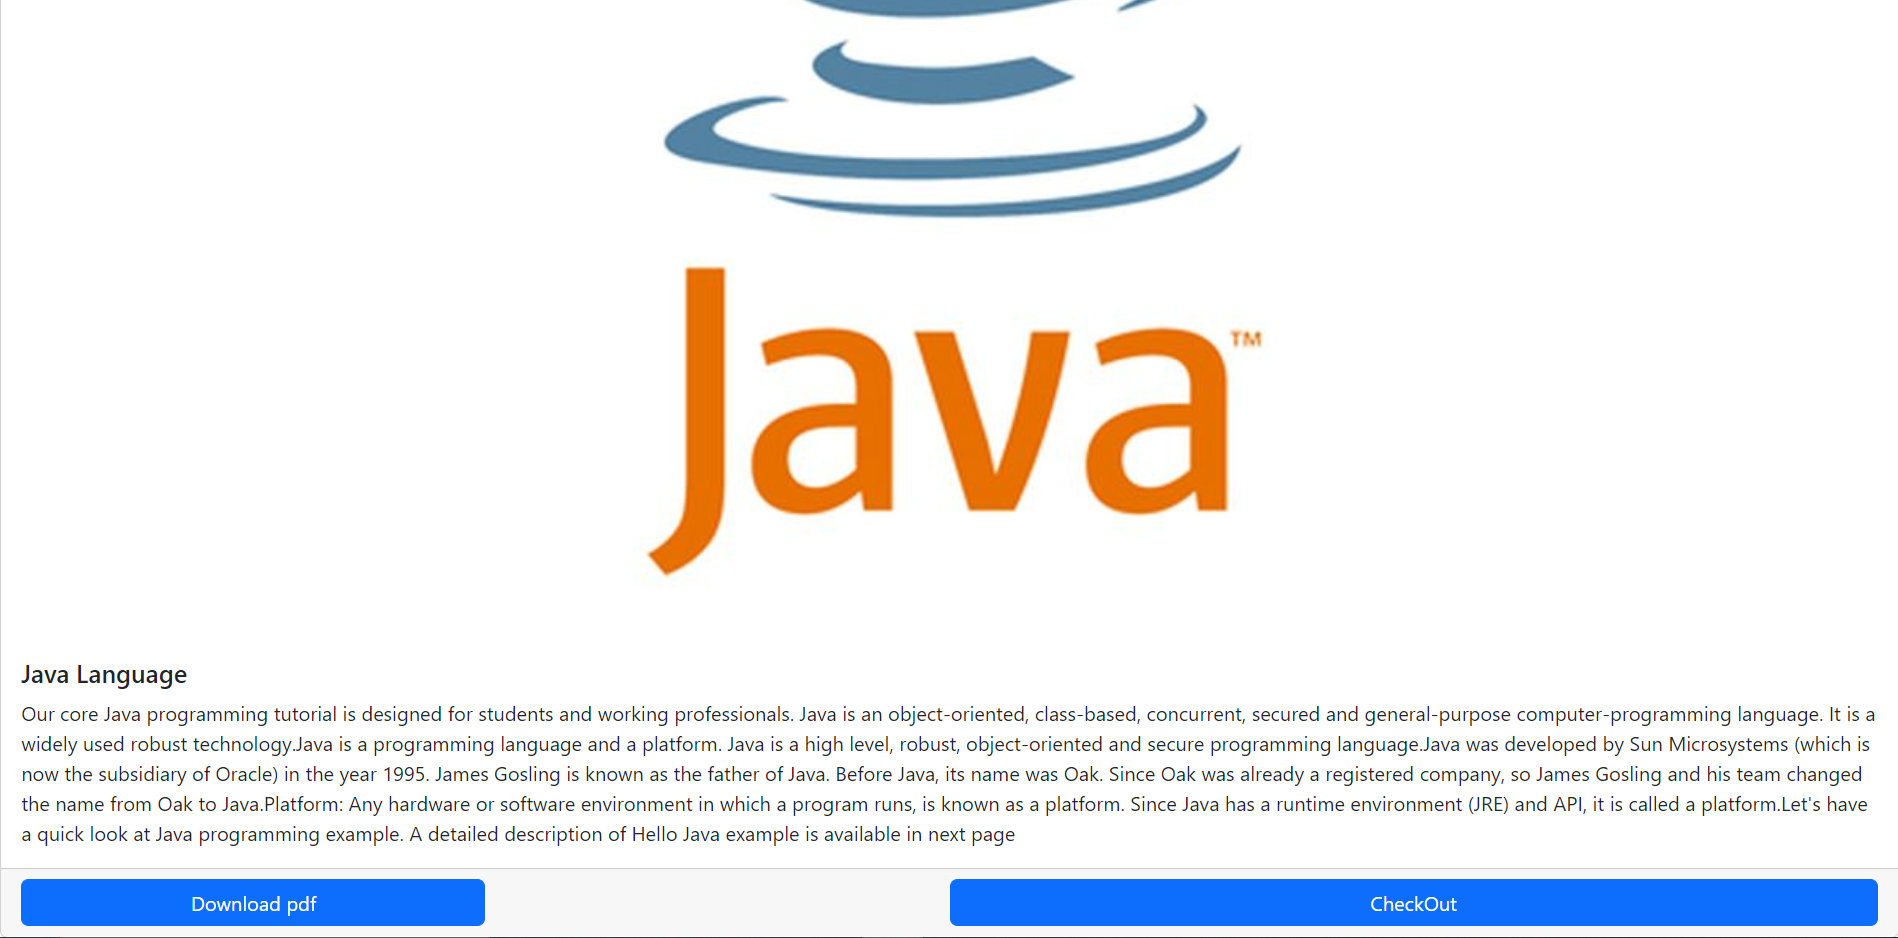 Java™
Java Language
Our core Java programming tutorial is designed for students and working professionals. Java is an object-oriented, class-based, concurrent, secured and general-purpose computer-programming language. It is a
widely used robust technology.Java is a programming language and a platform. Java is a high level, robust, object-oriented and secure programming language.Java was developed by Sun Microsystems (which is
now the subsidiary of Oracle) in the year 1995. James Gosling is known as the father of Java. Before Java, its name was Oak. Since Oak was already a registered company, so James Gosling and his team changed
the name from Oak to Java.Platform: Any hardware or software environment in which a program runs, is known as a platform. Since Java has a runtime environment (JRE) and API, it is called a platform.Let's have
a quick look at Java programming example. A detailed description of Hello Java example is available in next page
Download pdf
CheckOut